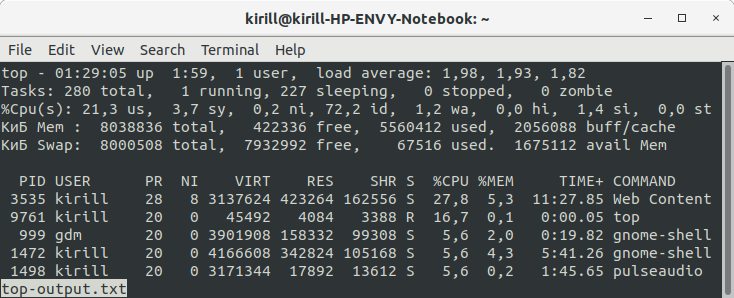 kirill@kirill-HP-ENVY-Notebook: ~
File Edit View Search Terminal Help
top - 01:29:05 up  1:59,  1 user,  load average: 1,98, 1,93, 1,82
Tasks: 280 total,   1 running, 227 sleeping,   0 stopped,   0 zombie
%Cpu(s): 21,3 us,  3,7 sy,  0,2 ni, 72,2 id,  1,2 wa,  0,0 hi,  1,4 si,  0,0 st
КиБ Mem :  8038836 total,   422336 free,  5560412 used,  2056088 buff/cache
КиБ Swap:  8000508 total,  7932992 free,    67516 used.  1675112 avail Mem
PID USER      PR  NI    VIRT    RES    SHR S  %CPU %MEM     TIME+ COMMAND
3535 kirill    28   8 3137624 423264 162556 S  27,8  5,3  11:27.85 Web Content
9761 kirill    20   0   45492   4084   3388 R  16,7  0,1   0:00.05 top
999 gdm       20   0 3901908 158332  99308 S   5,6  2,0   0:19.82 gnome-shell
1472 kirill    20   0 4166608 342824 105168 S   5,6  4,3   5:41.26 gnome-shell
1498 kirill    20   0 3171344  17892  13612 S   5,6  0,2   1:45.65 pulseaudio
top-output.txt